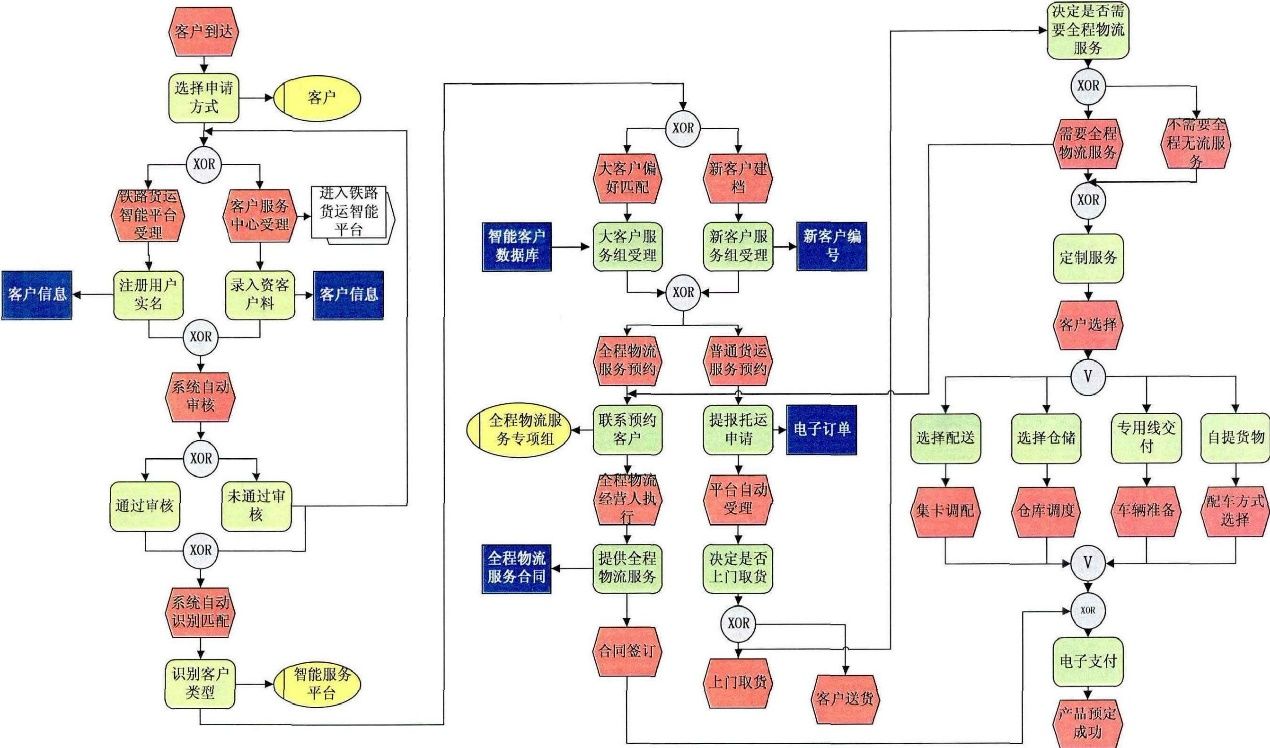 客户到达
选择申请
方式
客户
XOR
铁路货运
智能平台
受理
客户服务
中心受理
进入铁路
货运智能
平台
客户信息
注册用户
实名
录入资客
户料
客户信息
XOR
系统自动
审核
XOR
通过审核
未通过审
核
XOR
系统自动
识别匹配
识别客户
类型
智能服务
平台
XOR
大客户偏
好匹配
新客户建
档
智能客户
数据库
大客户服
务组受理
新客户服
务组受理
新客户编
号
XOR
全程物流
服务预约
普通货运
服务预约
全程物流服
务专项组
联系预约
客户
提报托运
申请
电子订单
全程物流
经营人执
行
平台自动
受理
全程物流
服务合同
提供全程
物流服务
决定是否
上门取货
XOR
合同签订
上门取货
客户送货
决定是否需
要全程物流
服务
XOR
需要全程
物流服务
不需要全
程无流服
务
XOR
定制服务
客户选择
V
选择配送
选择仓储
专用线交
付
自提货物
集卡调配
仓库调度
车辆准备
配车方式
选择
V
XOR
电子支付
产品预定
成功